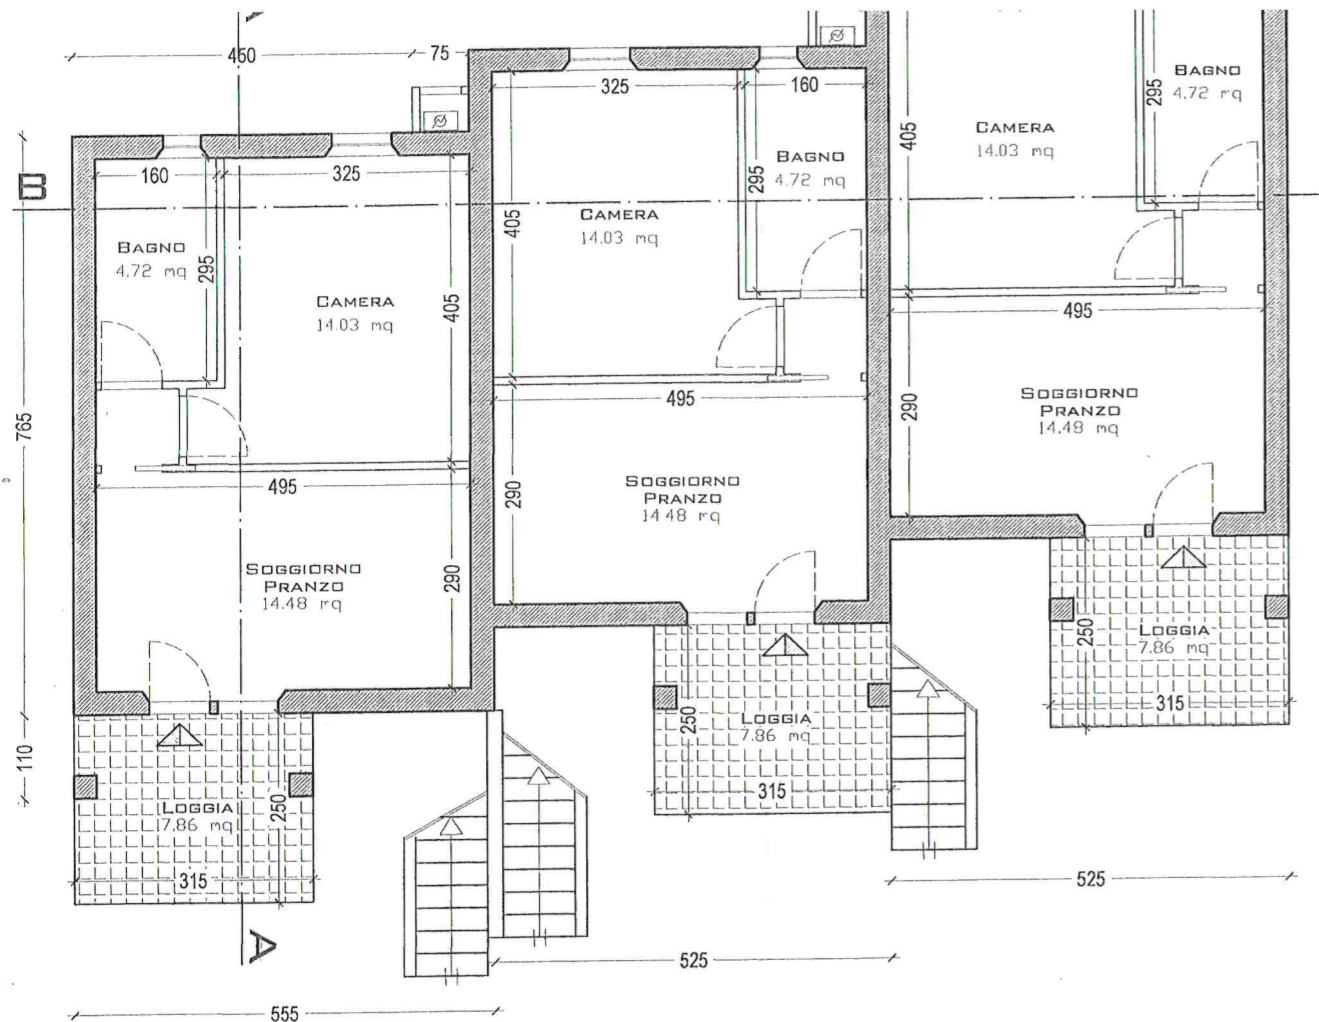 460
75
325
160
405
295
BAGNO
4.72 mq
CAMERA
14.03 mq
405
295
BAGNO
4.72 mq
CAMERA
14.03 mq
B
160
325
BAGNO
4.72 mq
295
CAMERA
14.03 mq
405
765
495
495
495
290
SOGGIORNO
PRANZO
14.48 mq
290
SOGGIORNO
PRANZO
14.48 mq
SOGGIORNO
PRANZO
14.48 mq
290
110
LOGGIA
7.86 mq
250
315
LOGGIA
7.86 mq
250
315
LOGGIA
7.86 mq
250
315
A
525
525
555